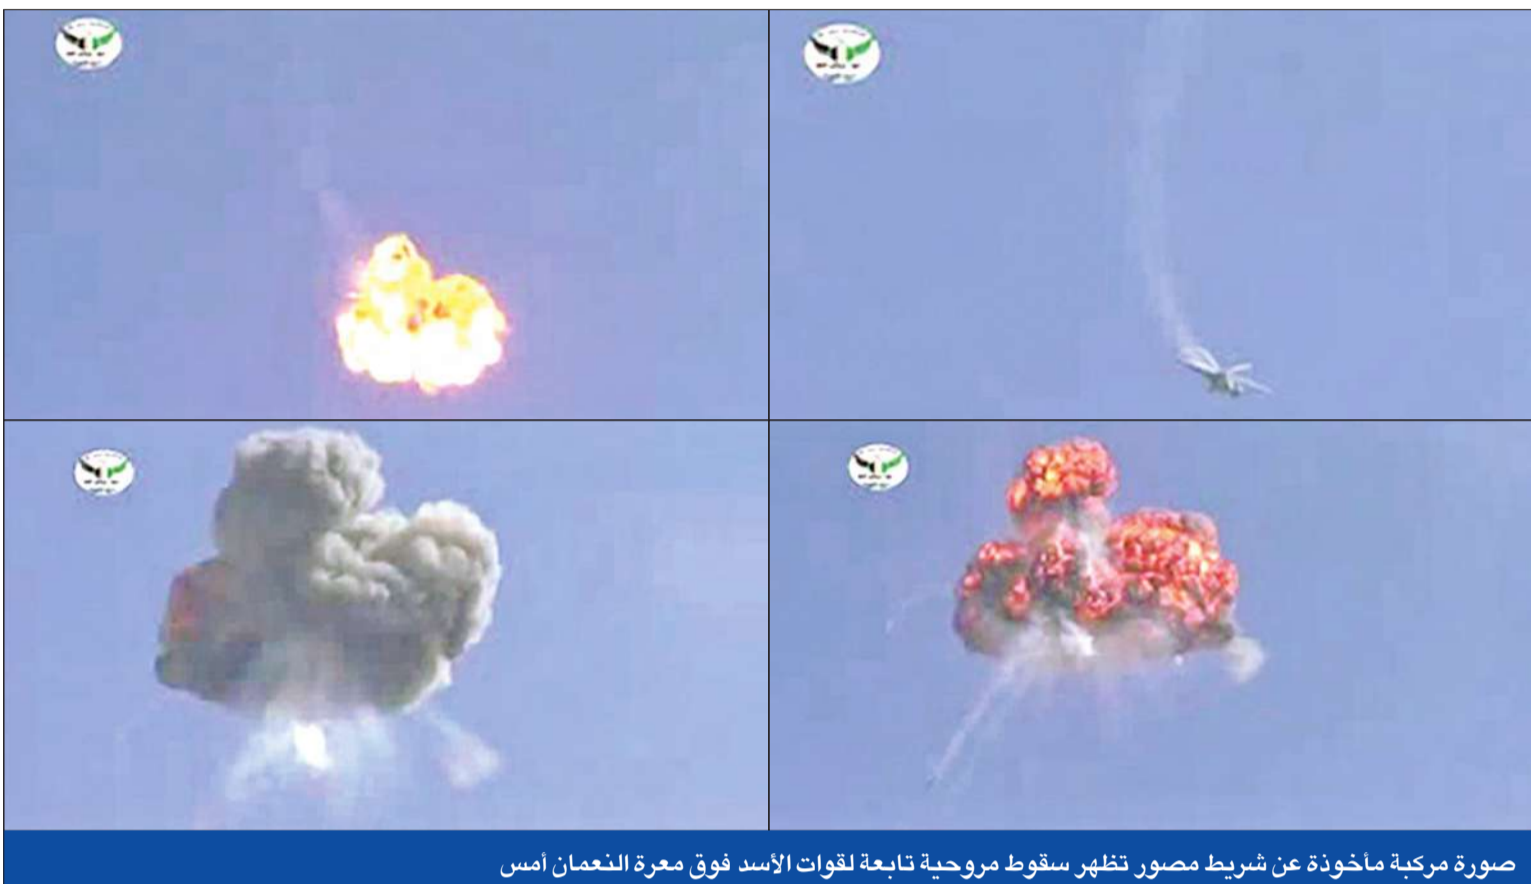 صورة مركبة مأخوذة عن شريط مصور تظهر سقوط مروحية تابعة لقوات الأسد فوق معرة النعمان أمس